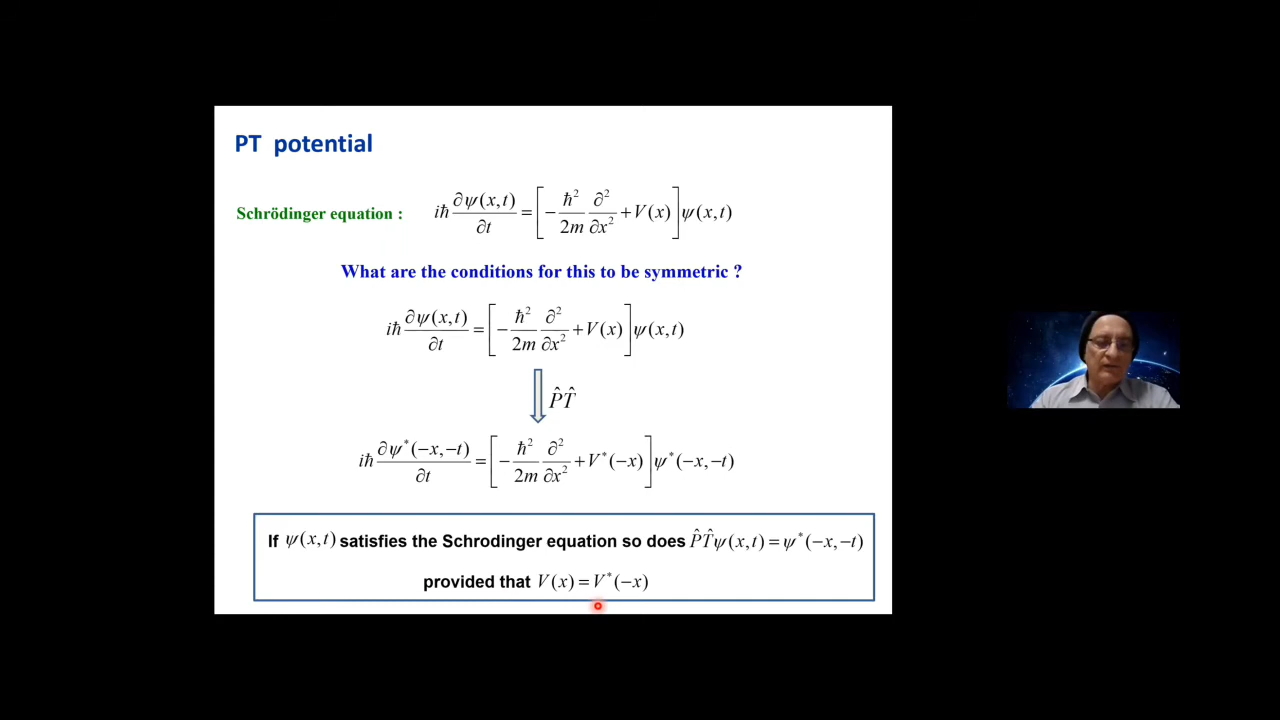 PT potential
Schrödinger equation : iħ ∂ψ(x,t)/∂t = [ −ħ²/2m ∂²/∂x² + V(x) ] ψ(x,t)
What are the conditions for this to be symmetric ?
iħ ∂ψ(x,t)/∂t = [ −ħ²/2m ∂²/∂x² + V(x) ] ψ(x,t)
P̂T̂
iħ ∂ψ*(−x,−t)/∂t = [ −ħ²/2m ∂²/∂x² + V*(−x) ] ψ*(−x,−t)
If ψ(x,t) satisfies the Schrodinger equation so does P̂T̂ψ(x,t) = ψ*(−x,−t)
provided that V(x) = V*(−x)